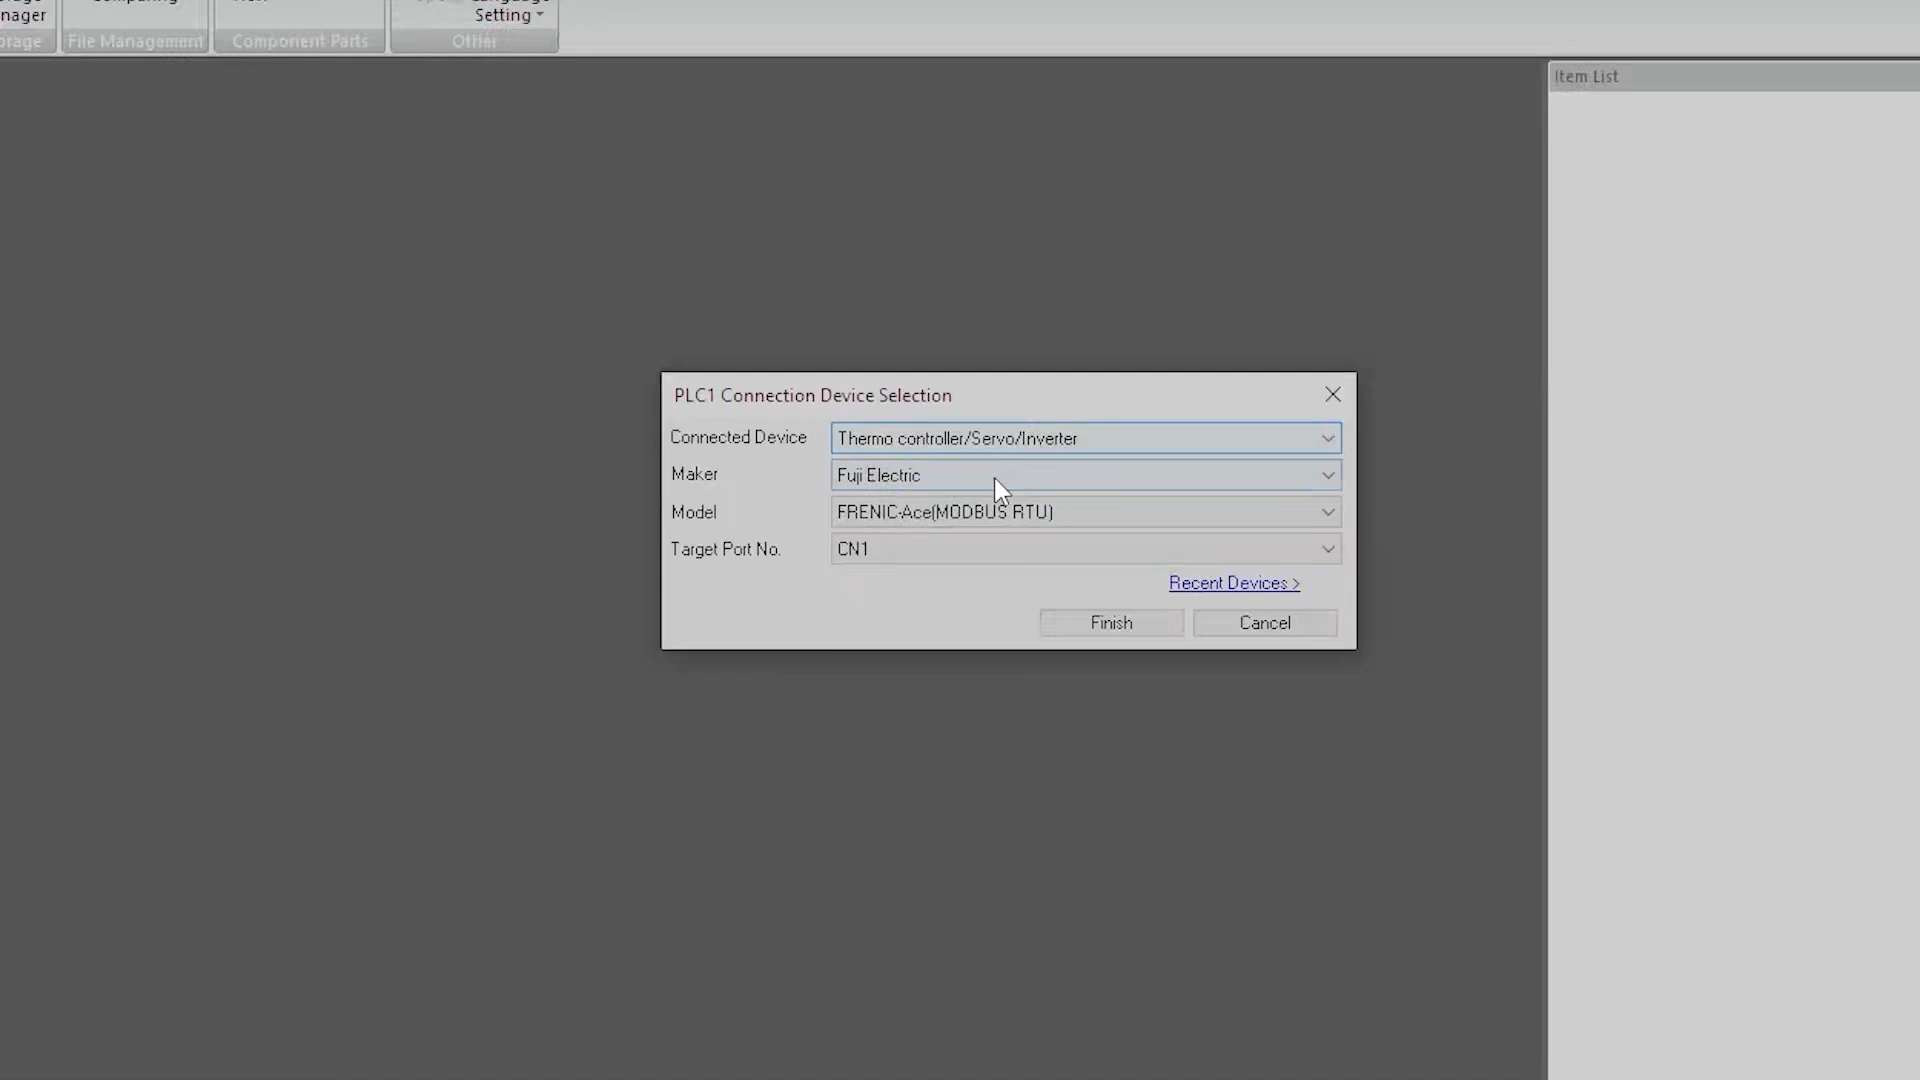 nager
Setting
File Management
Component Parts
Other
Item List
PLC1 Connection Device Selection
Connected Device
Thermo controller/Servo/Inverter
Maker
Fuji Electric
Model
FRENIC-Ace(MODBUS RTU)
Target Port No.
CN1
Recent Devices >
Finish
Cancel